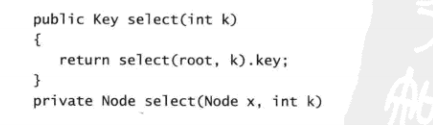 public Key select(int k)
{
return select(root, k).key;
}
private Node select(Node x, int k)